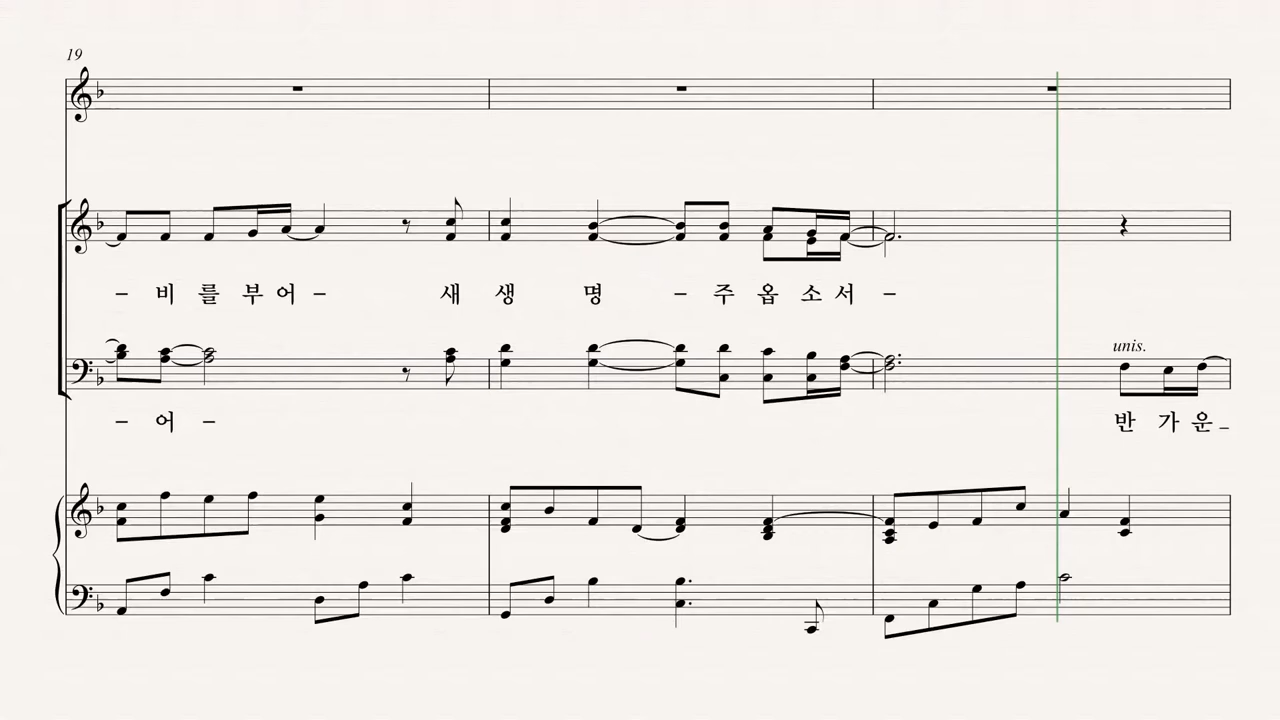 19
– 비 를 부 어 – 새 생 명 – 주 옵 소 서 –
unis.
– 어 – 반 가 운 –